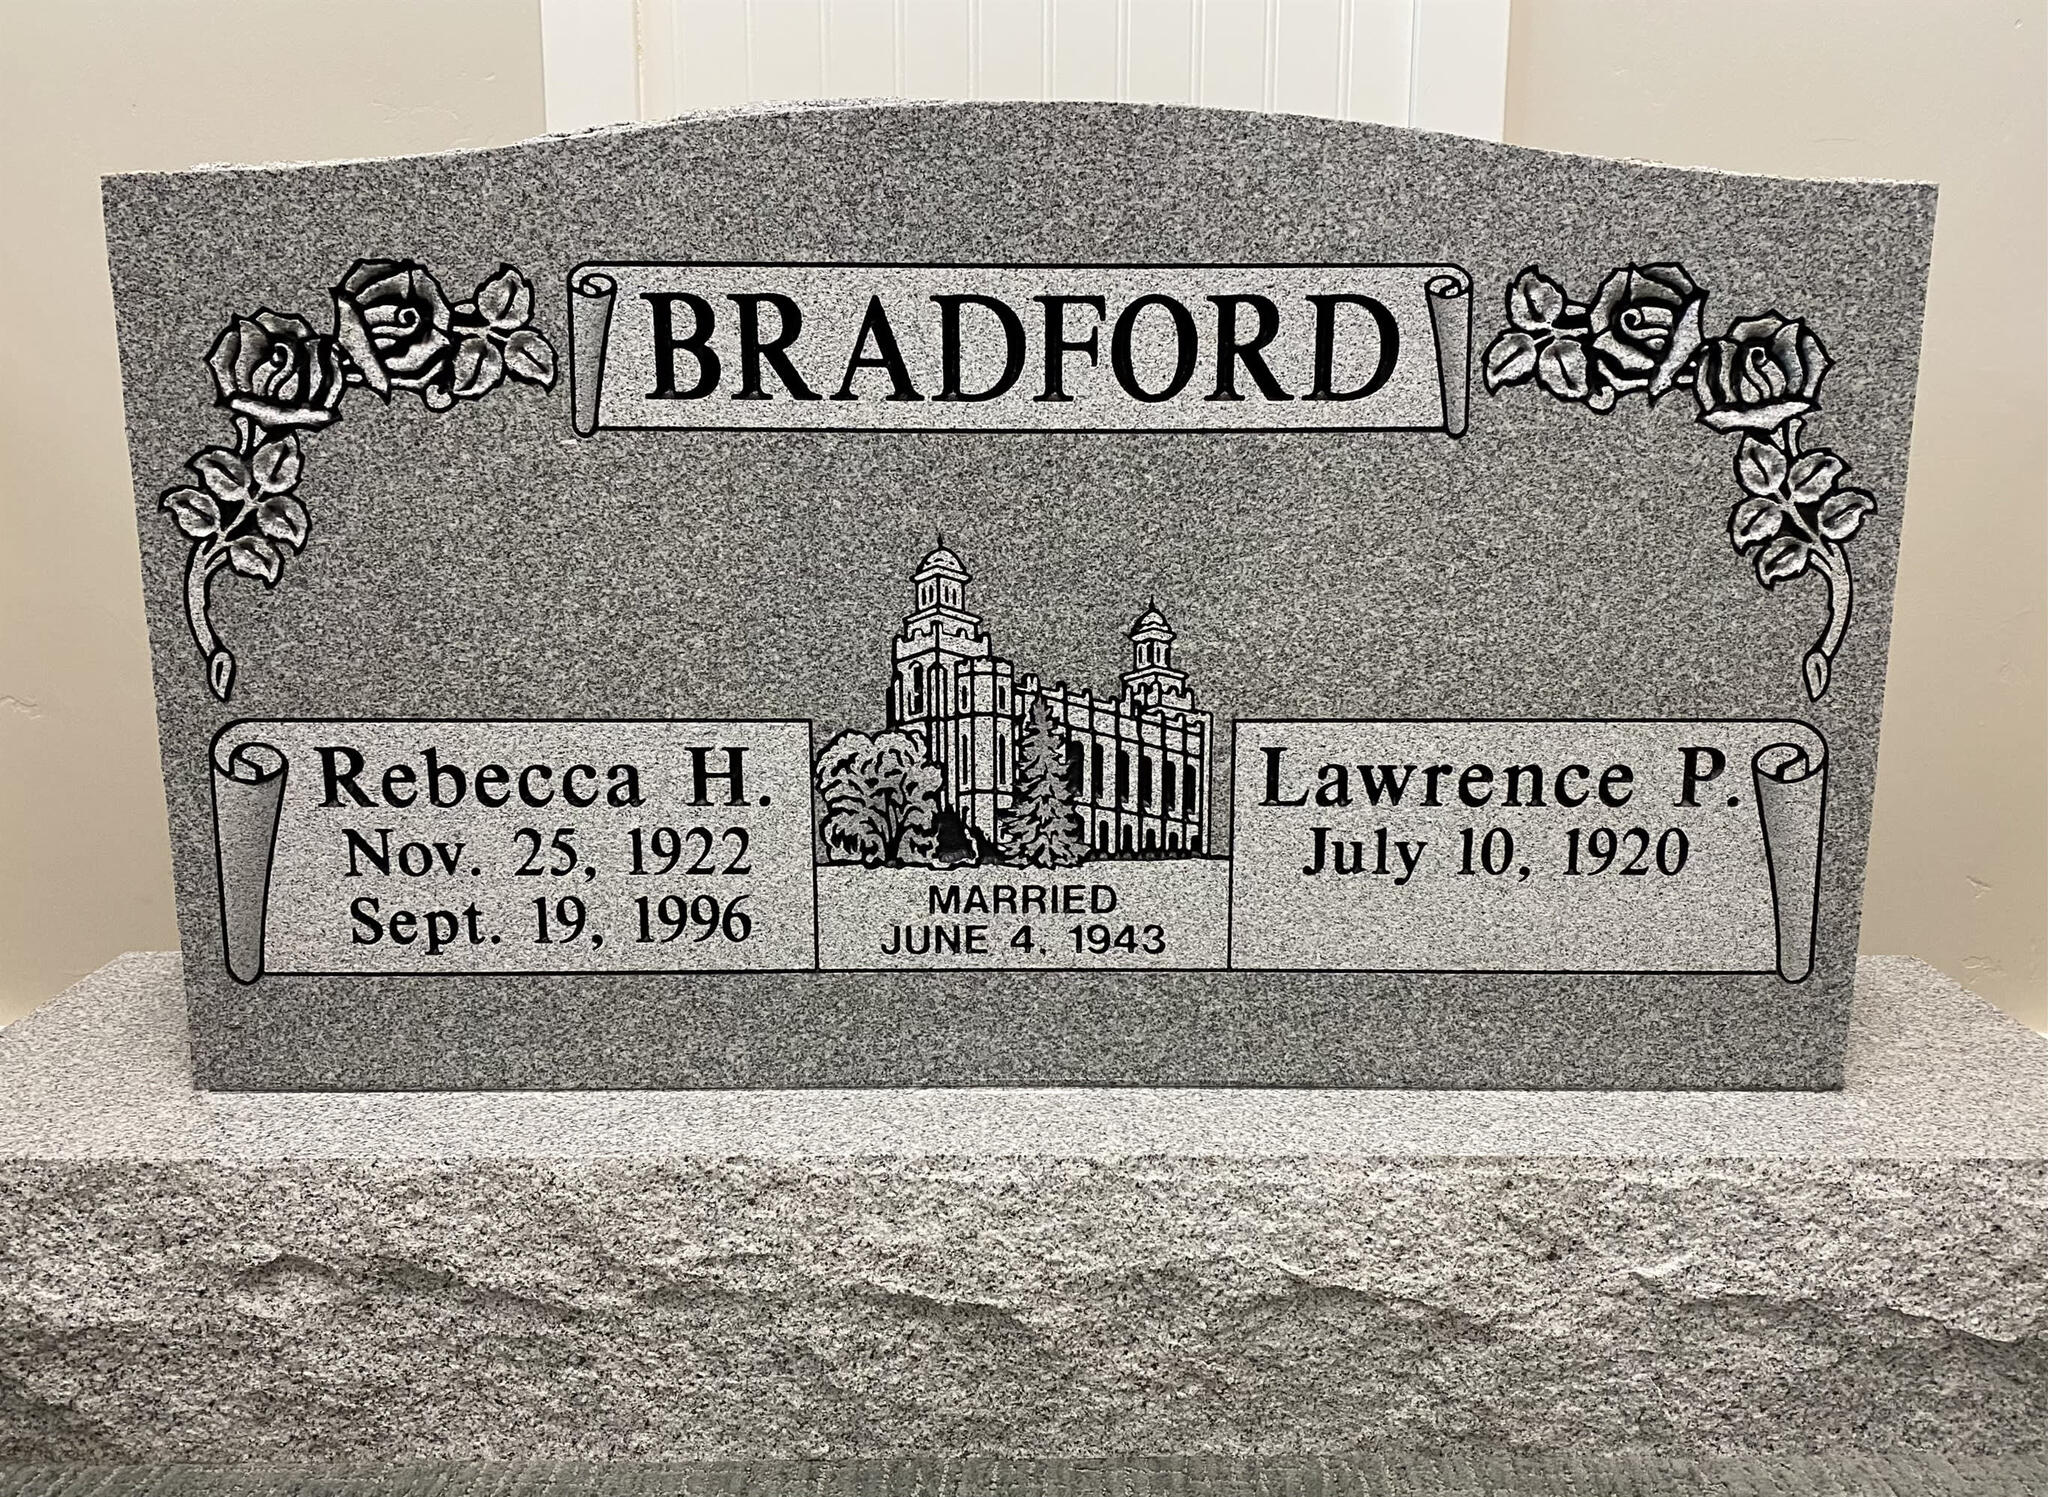 BRADFORD
Rebecca H.
Nov. 25, 1922
Sept. 19, 1996
MARRIED
JUNE 4, 1943
Lawrence P.
July 10, 1920